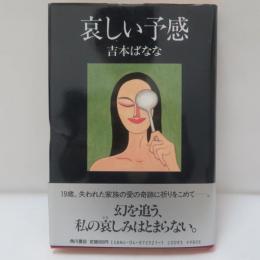 哀しい予感
吉本ばなな
19歳。失われた家族の愛の奇跡に祈りをこめて——。
幻を追う、
私の哀しみはとまらない。
角川書店